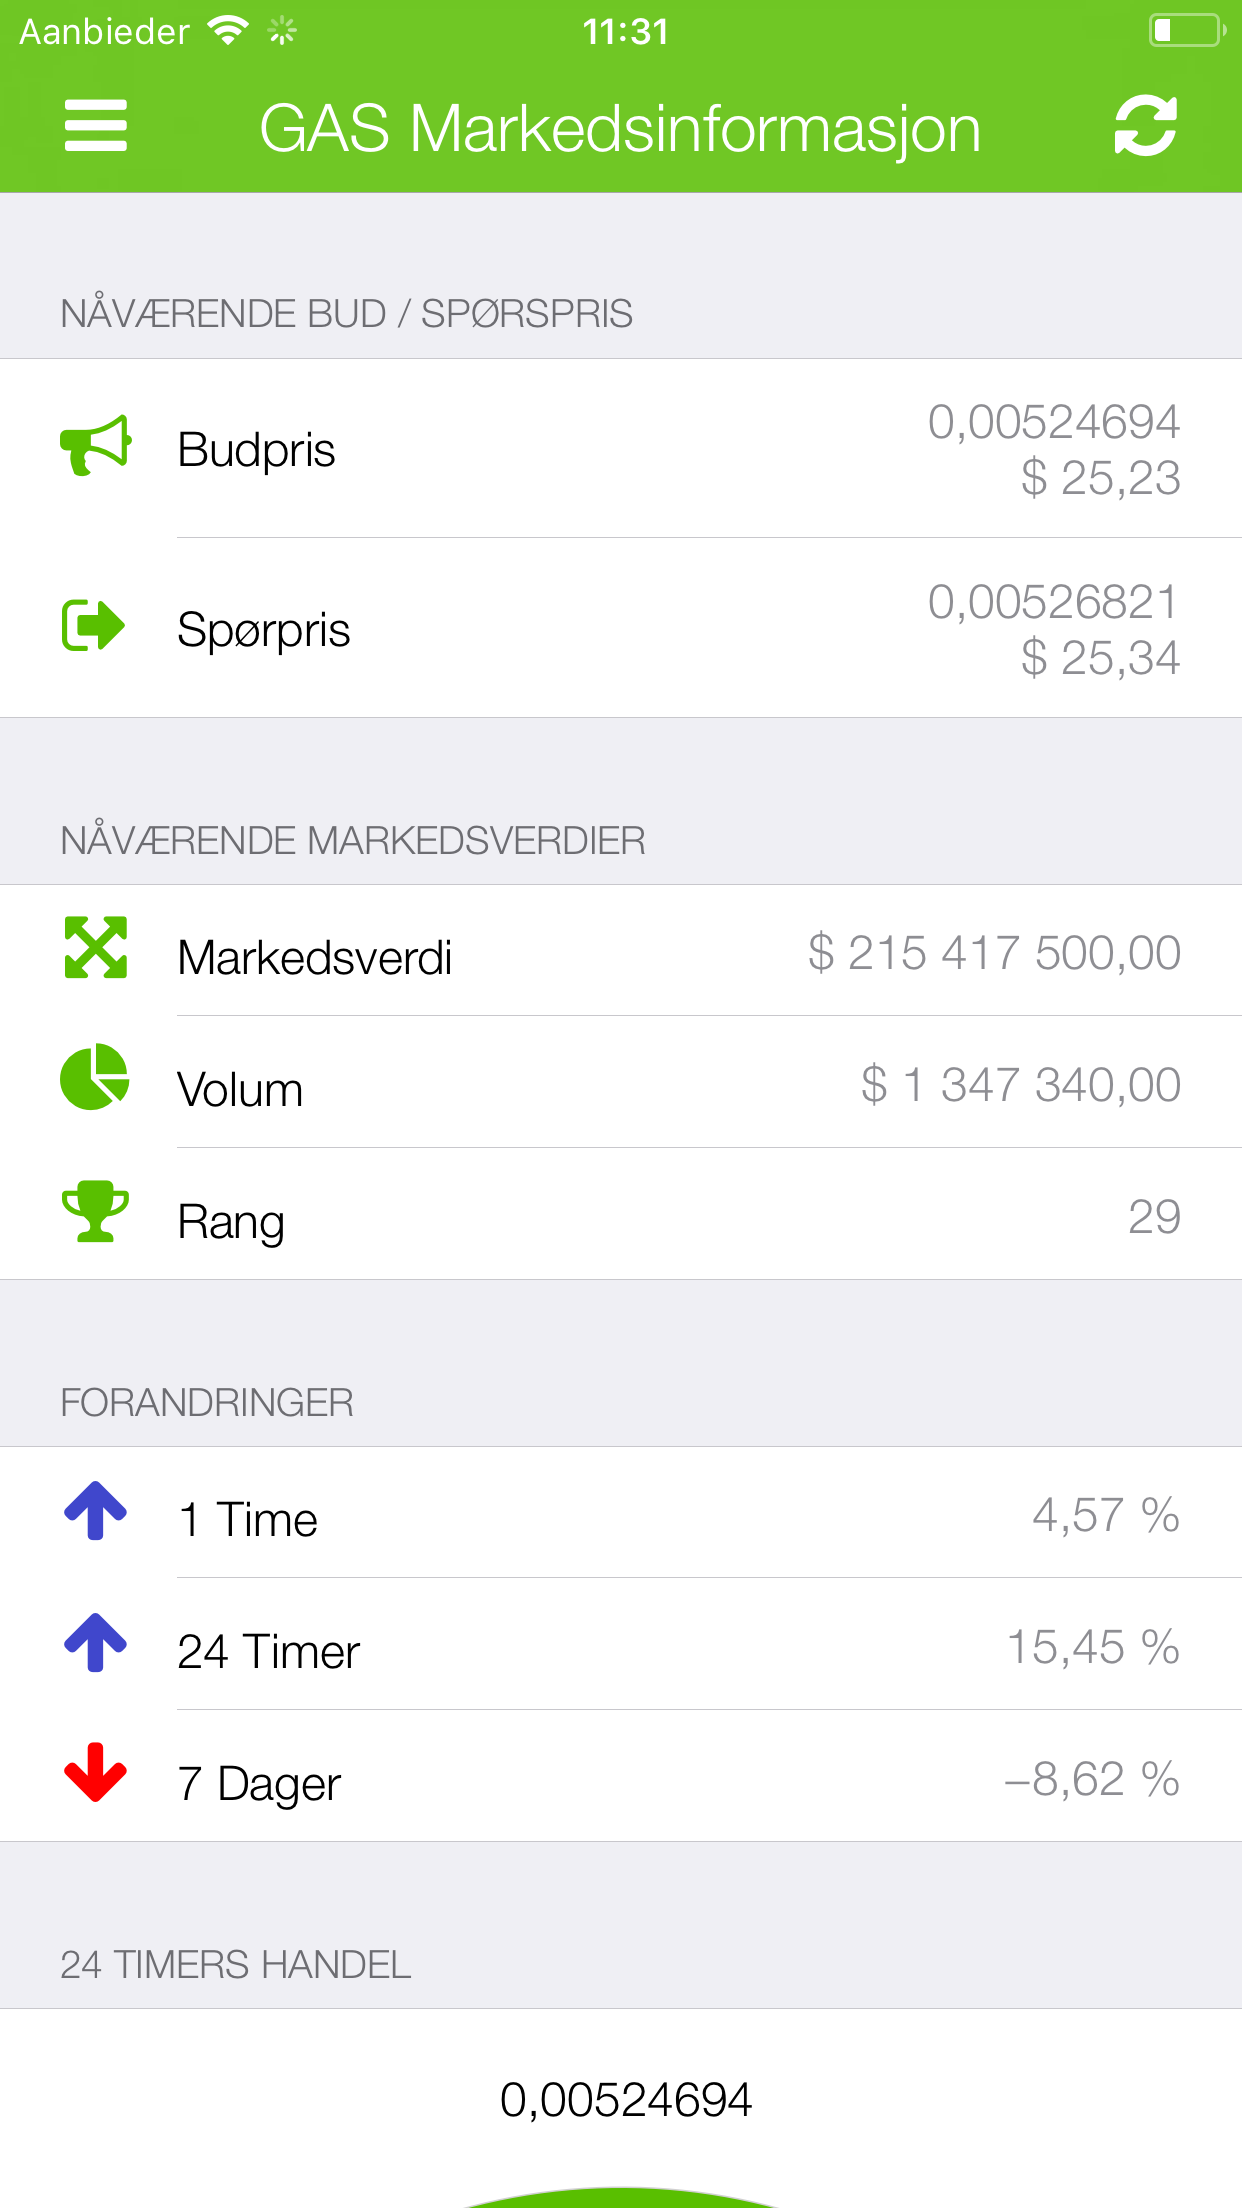 Aanbieder 11:31
GAS Markedsinformasjon
NÅVÆRENDE BUD / SPØRSPRIS
Budpris
0,00524694
$ 25,23
Spørpris
0,00526821
$ 25,34
NÅVÆRENDE MARKEDSVERDIER
Markedsverdi $ 215 417 500,00
Volum $ 1 347 340,00
Rang 29
FORANDRINGER
1 Time 4,57 %
24 Timer 15,45 %
7 Dager –8,62 %
24 TIMERS HANDEL
0,00524694